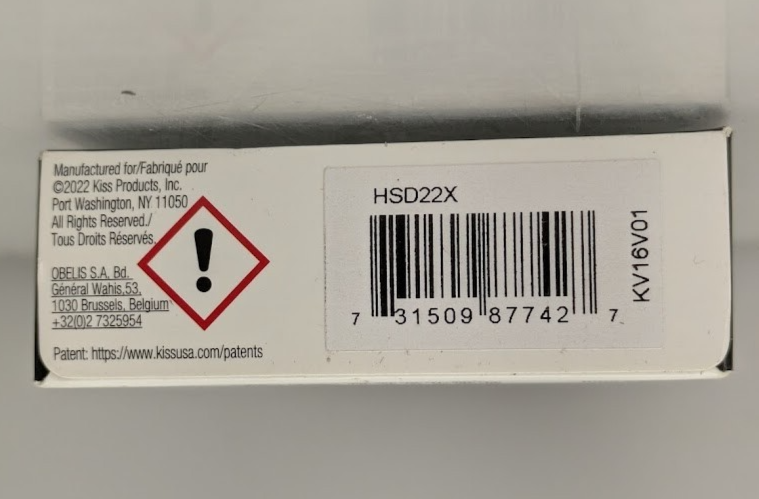 Manufactured for/Fabriqué pour
©2022 Kiss Products, Inc.
Port Washington, NY 11050
All Rights Reserved./
Tous Droits Réservés.
OBELIS S.A. Bd.
Général Wahis,53,
1030 Brussels, Belgium
+32(0)2 7325954
Patent: https://www.kissusa.com/patents
HSD22X
7 31509 87742 7
KV16V01